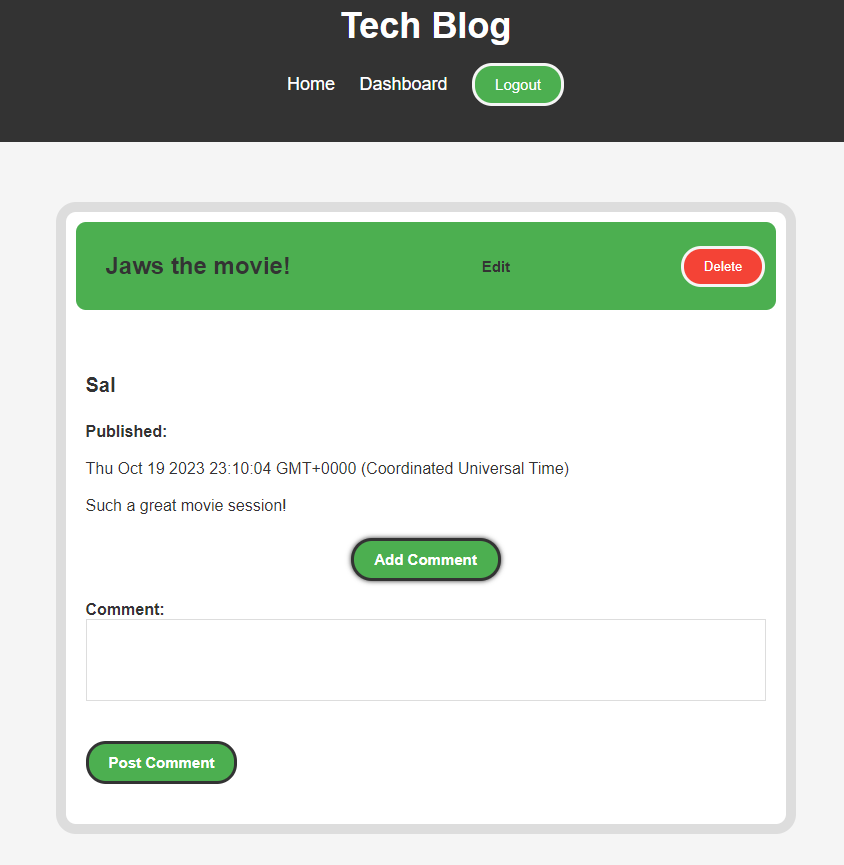 Tech Blog
Home Dashboard Logout
Jaws the movie! Edit Delete
Sal
Published:
Thu Oct 19 2023 23:10:04 GMT+0000 (Coordinated Universal Time)
Such a great movie session!
Add Comment
Comment:
Post Comment